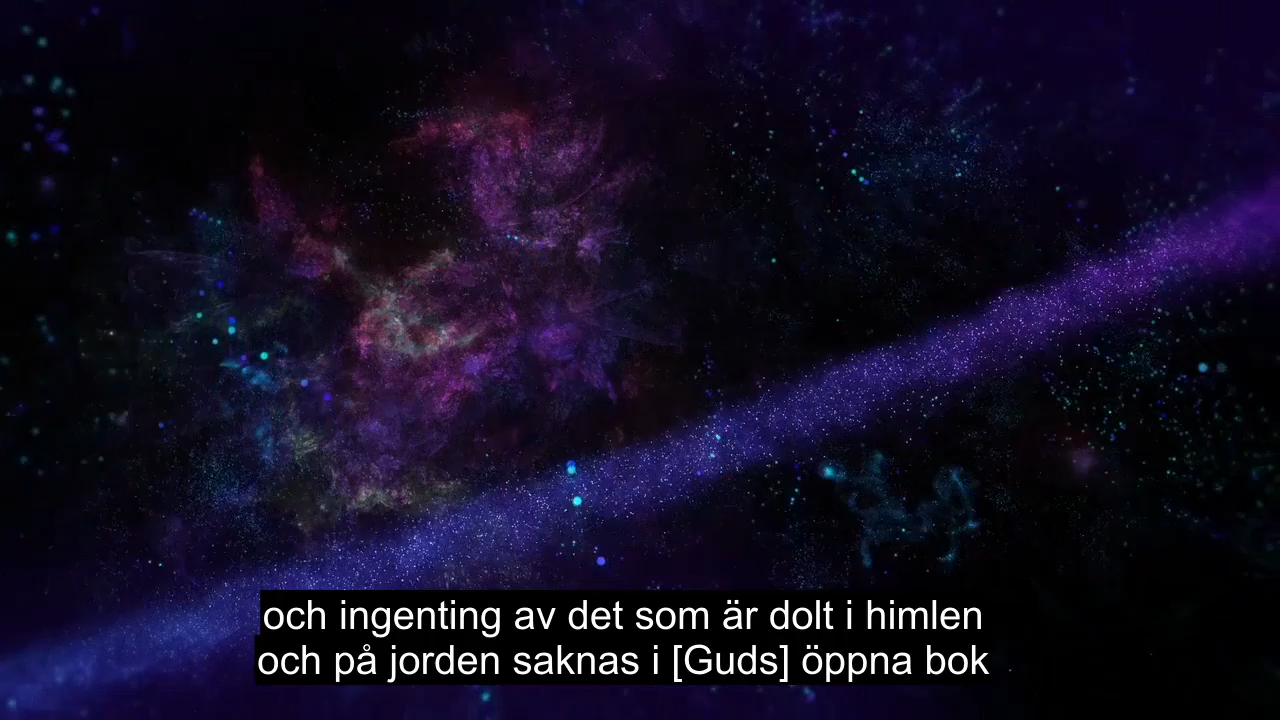 och ingenting av det som är dolt i himlen
och på jorden saknas i [Guds] öppna bok